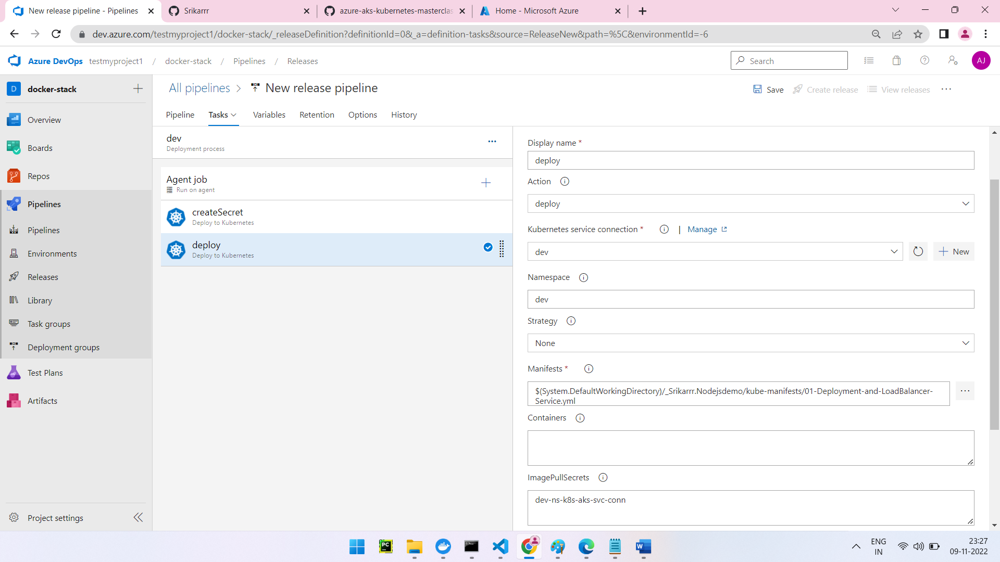 New release pipeline - Pipelines
Srikarrr
azure-aks-kubernetes-masterclas
Home - Microsoft Azure
dev.azure.com/testmyproject1/docker-stack/_releaseDefinition?definitionId=0&_a=definition-tasks&source=ReleaseNew&path=%5C&environmentId=-6
Azure DevOps testmyproject1 / docker-stack / Pipelines / Releases
Search
AJ
D docker-stack
Overview
Boards
Repos
Pipelines
Pipelines
Environments
Releases
Library
Task groups
Deployment groups
Test Plans
Artifacts
Project settings
All pipelines > New release pipeline
Save
Create release
View releases
Pipeline
Tasks
Variables
Retention
Options
History
dev
Deployment process
Agent job
Run on agent
createSecret
Deploy to Kubernetes
deploy
Deploy to Kubernetes
Display name *
deploy
Action
deploy
Kubernetes service connection * | Manage
dev
New
Namespace
dev
Strategy
None
Manifests *
$(System.DefaultWorkingDirectory)/_Srikarrr.Nodejsdemo/kube-manifests/01-Deployment-and-LoadBalancer-
Service.yml
Containers
ImagePullSecrets
dev-ns-k8s-aks-svc-conn
PC
W
ENG
IN
23:27
09-11-2022